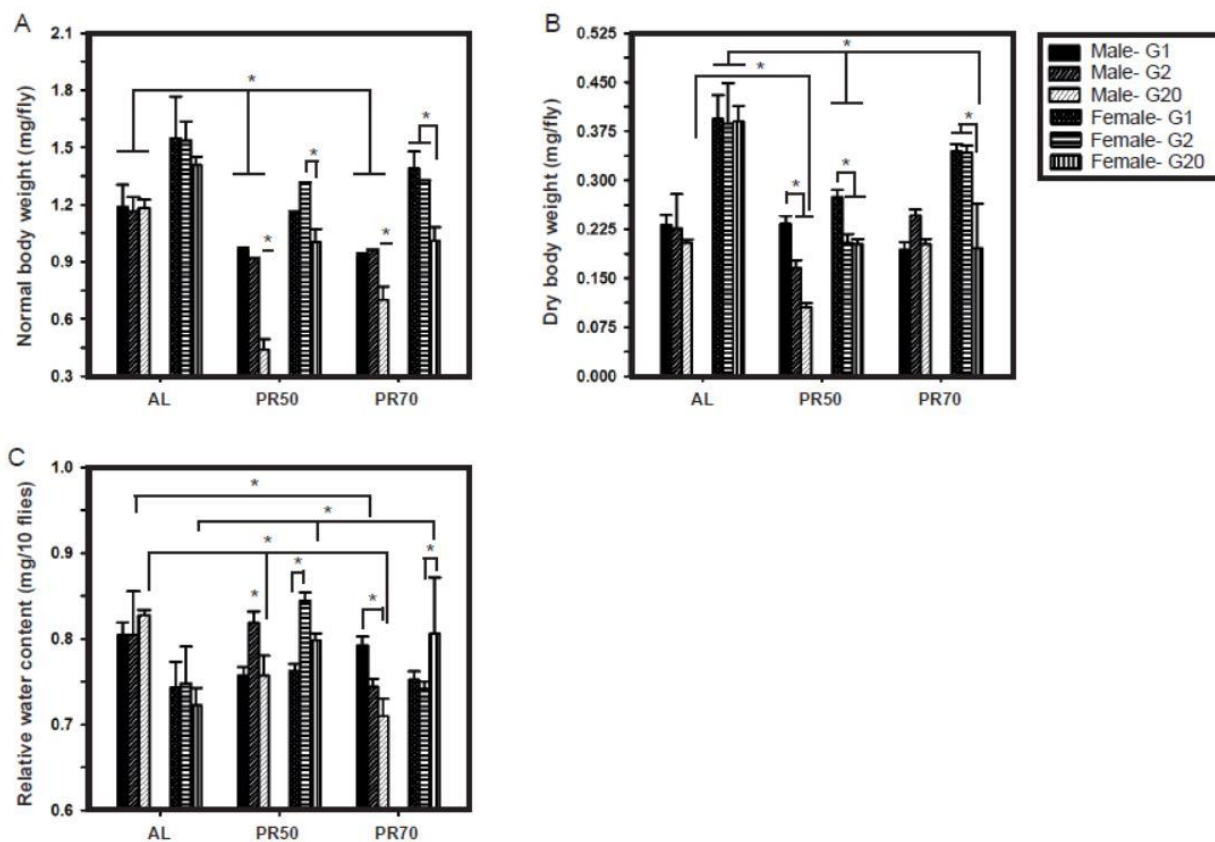 A
Normal body weight (mg/fly)
2.1
1.8
1.5
1.2
0.9
0.6
0.3
*
*
*
*
*
AL
PR50
PR70
B
Dry body weight (mg/fly)
0.525
0.450
0.375
0.300
0.225
0.150
0.075
0.000
*
*
*
*
*
AL
PR50
PR70
Male- G1
Male- G2
Male- G20
Female- G1
Female- G2
Female- G20
C
Relative water content (mg/10 flies)
1.0
0.9
0.8
0.7
0.6
*
*
*
*
*
*
*
AL
PR50
PR70